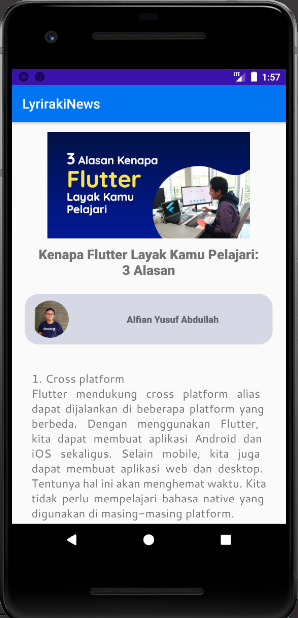 LTE 1:57
LyrirakiNews
3 Alasan Kenapa
Flutter
Layak Kamu
Pelajari
Kenapa Flutter Layak Kamu Pelajari:
3 Alasan
Alfian Yusuf Abdullah
1. Cross platform
Flutter mendukung cross platform alias
dapat dijalankan di beberapa platform yang
berbeda. Dengan menggunakan Flutter,
kita dapat membuat aplikasi Android dan
iOS sekaligus. Selain mobile, kita juga
dapat membuat aplikasi web dan desktop.
Tentunya hal ini akan menghemat waktu. Kita
tidak perlu mempelajari bahasa native yang
digunakan di masing-masing platform.